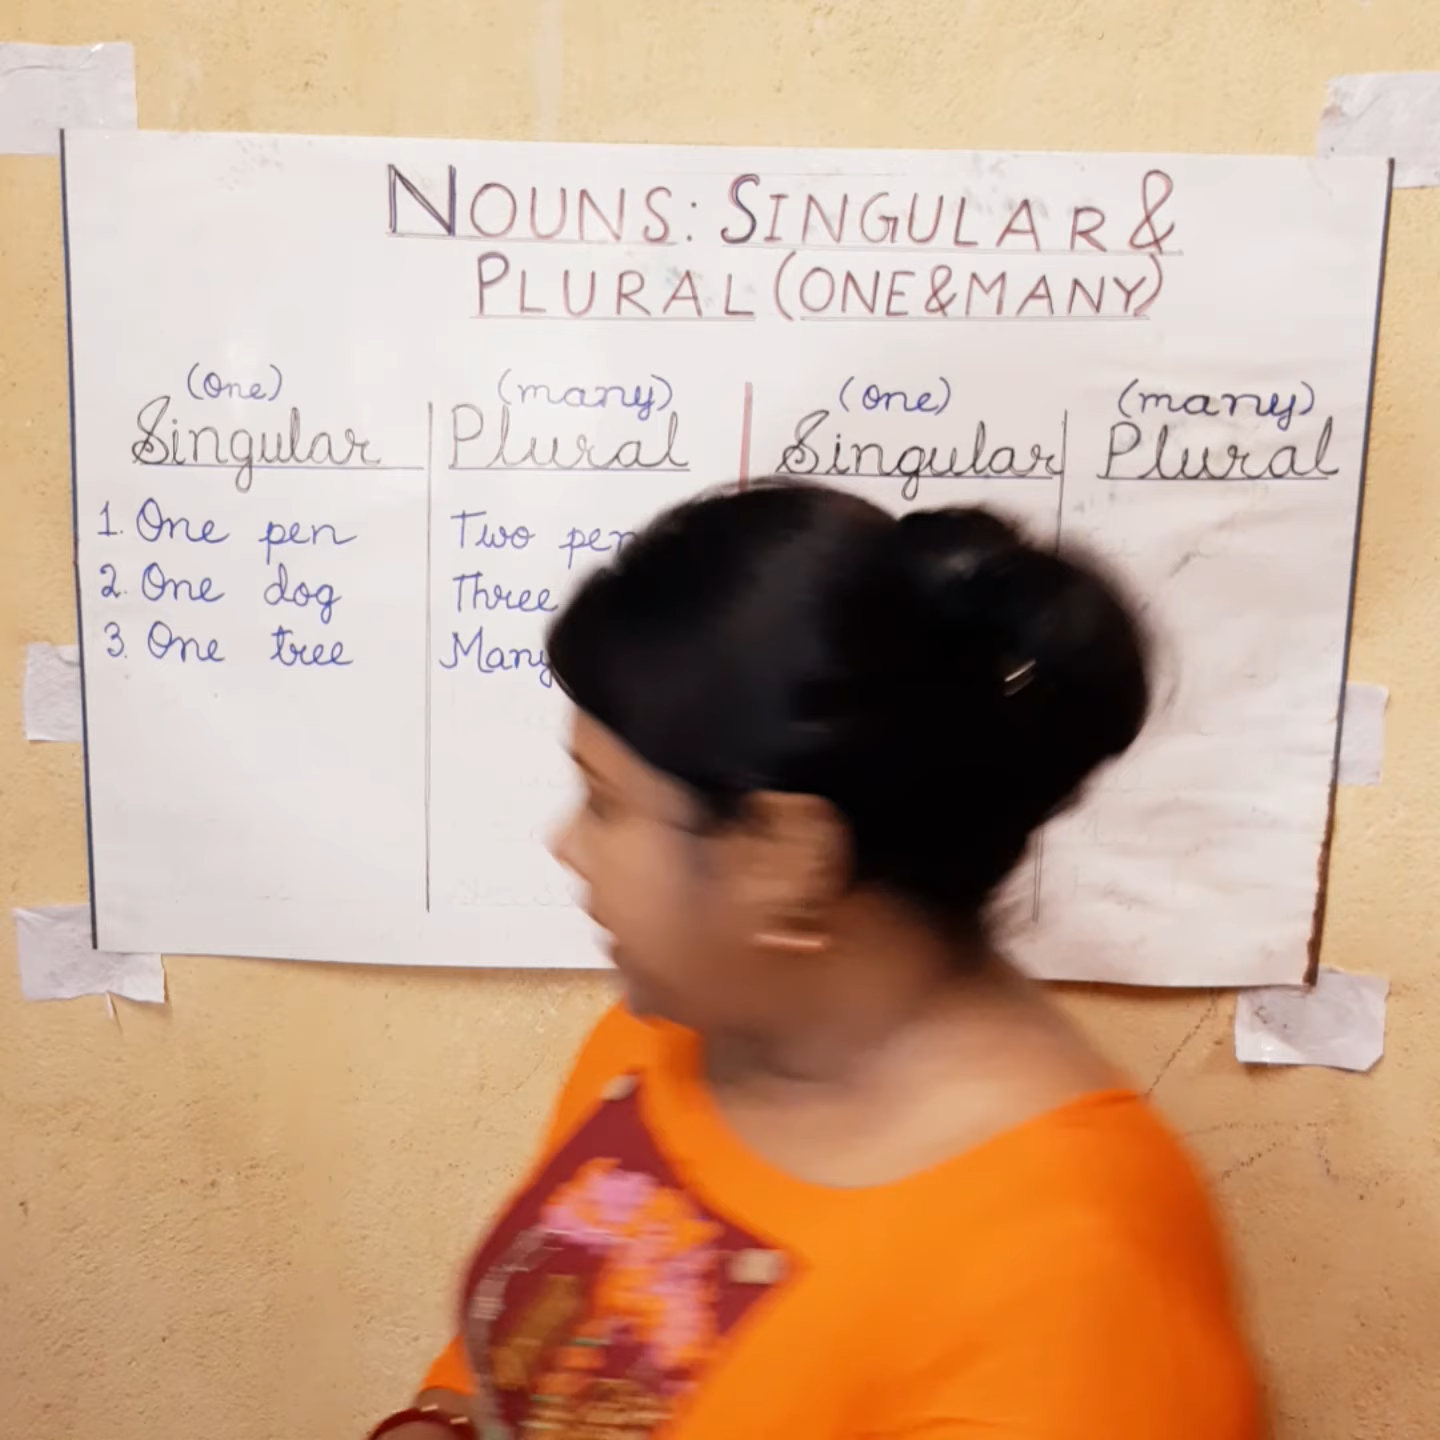 NOUNS: SINGULAR &
PLURAL (ONE & MANY)
(One) (many) (One) (many)
Singular Plural Singular Plural
1. One pen Two
2. One dog Three
3. One tree Many